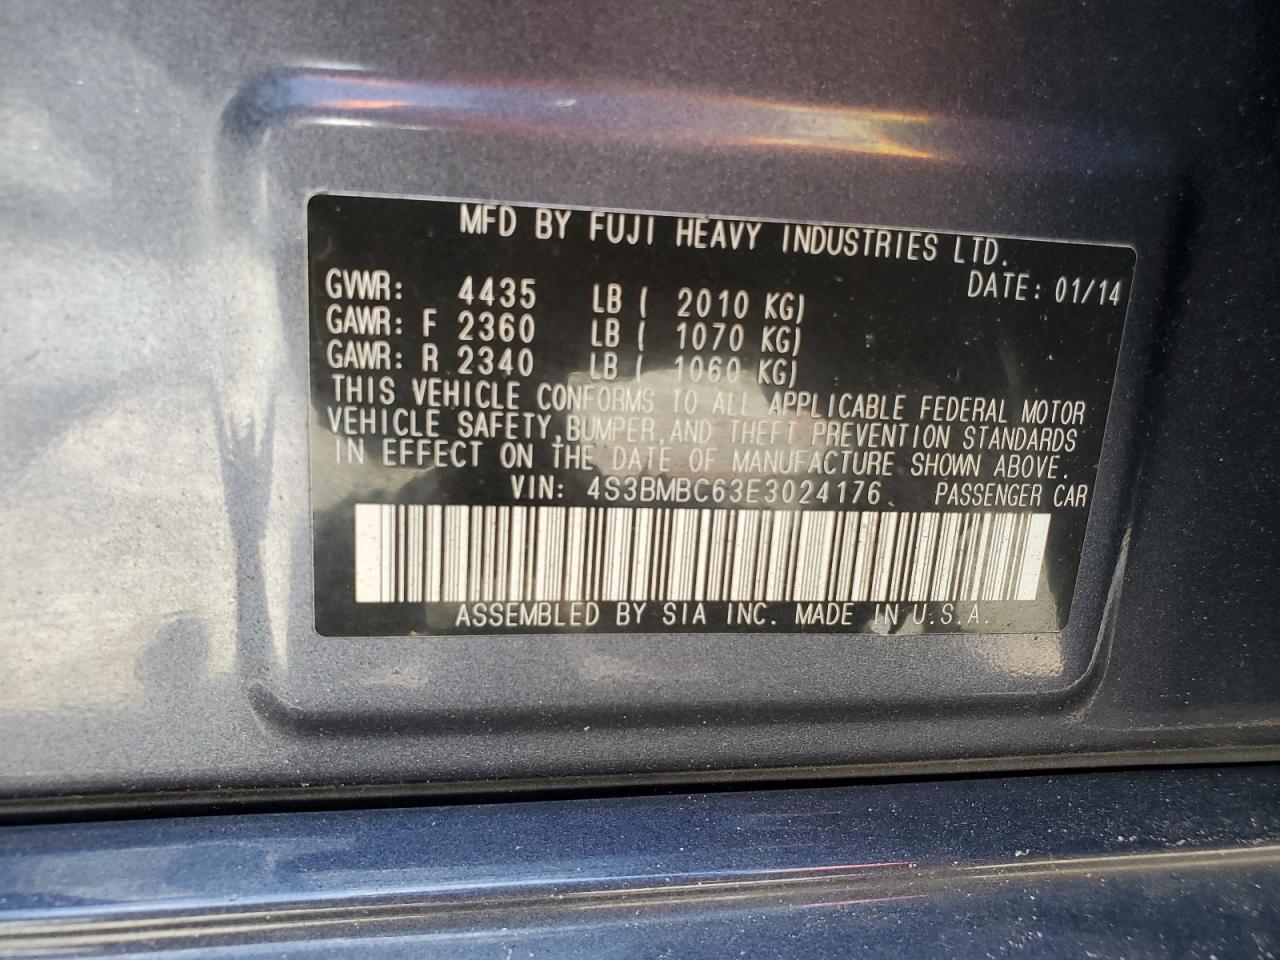 MFD BY FUJI HEAVY INDUSTRIES LTD.
DATE: 01/14
GVWR: 4435 LB ( 2010 KG)
GAWR: F 2360 LB ( 1070 KG)
GAWR: R 2340 LB ( 1060 KG)
THIS VEHICLE CONFORMS TO ALL APPLICABLE FEDERAL MOTOR
VEHICLE SAFETY,BUMPER,AND THEFT PREVENTION STANDARDS
IN EFFECT ON THE DATE OF MANUFACTURE SHOWN ABOVE.
VIN: 4S3BMBC63E3024176 PASSENGER CAR
ASSEMBLED BY SIA INC. MADE IN U.S.A.